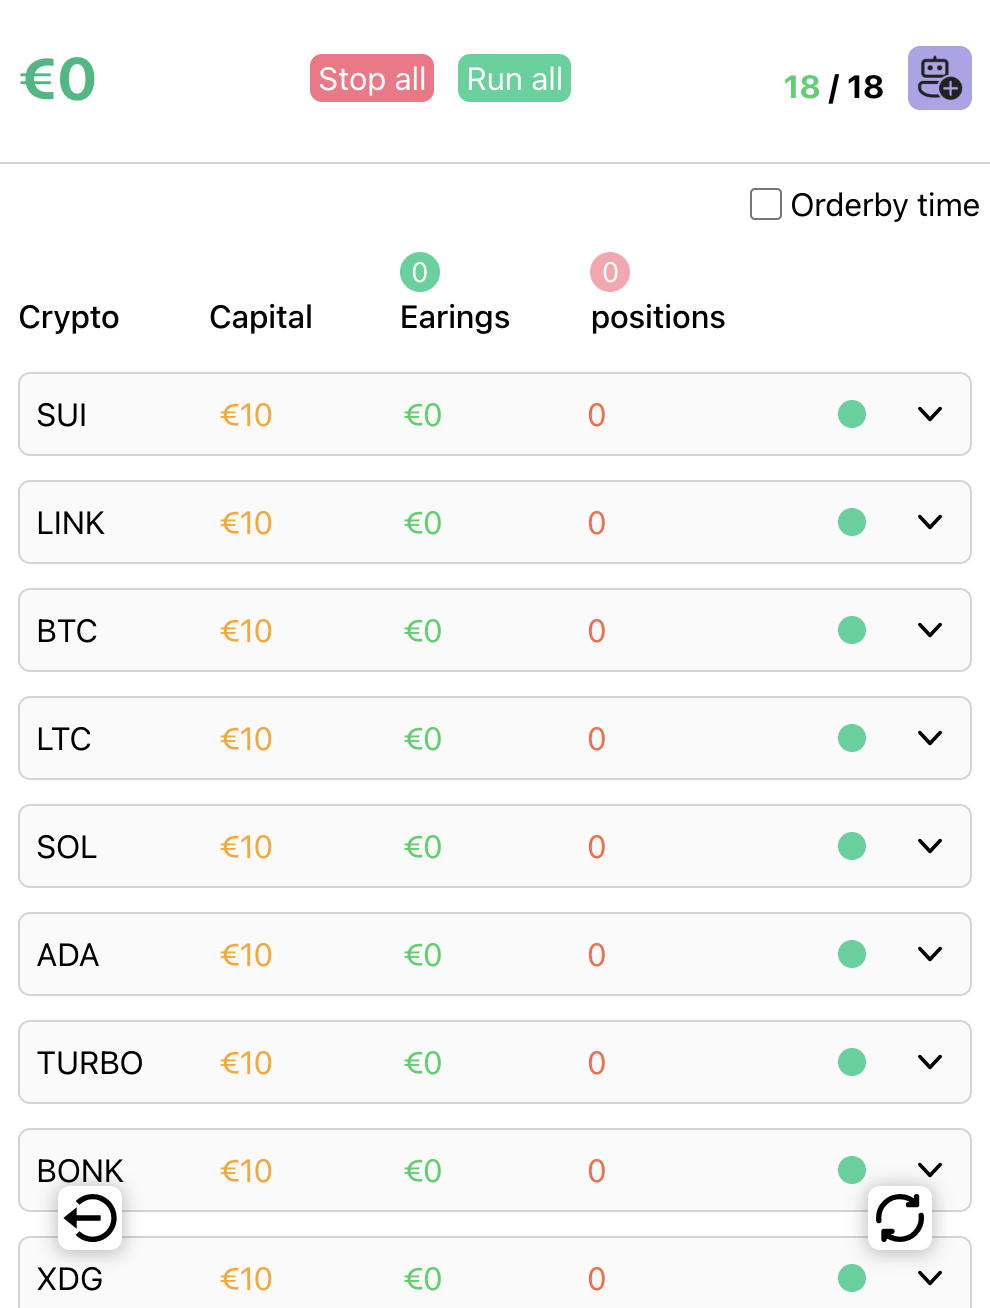 €0 Stop all Run all 18 / 18
Orderby time
0 0
Crypto Capital Earings positions
SUI €10 €0 0
LINK €10 €0 0
BTC €10 €0 0
LTC €10 €0 0
SOL €10 €0 0
ADA €10 €0 0
TURBO €10 €0 0
BONK €10 €0 0
XDG €10 €0 0